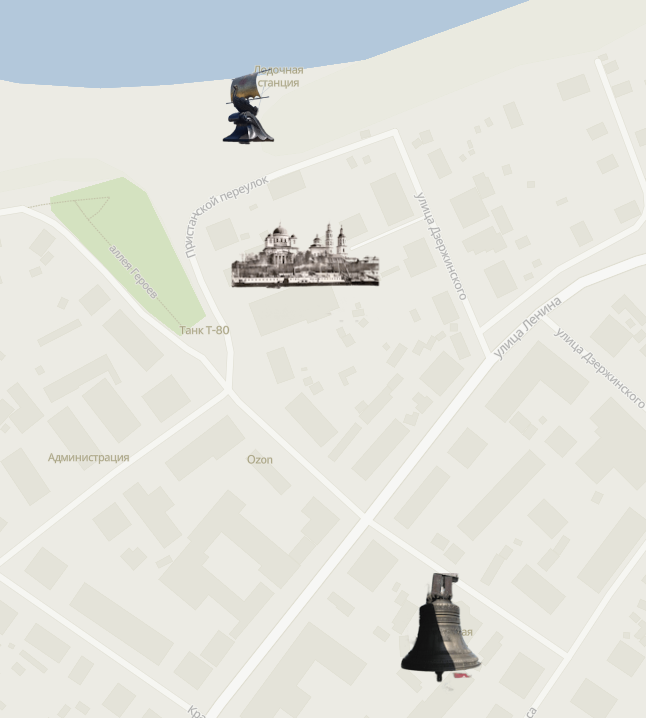 Лодочная
станция
Пристанской переулок
улица Дзержинского
аллея Героев
улица Ленина
Танк Т-80
улица Дзержинского
Администрация
Ozon